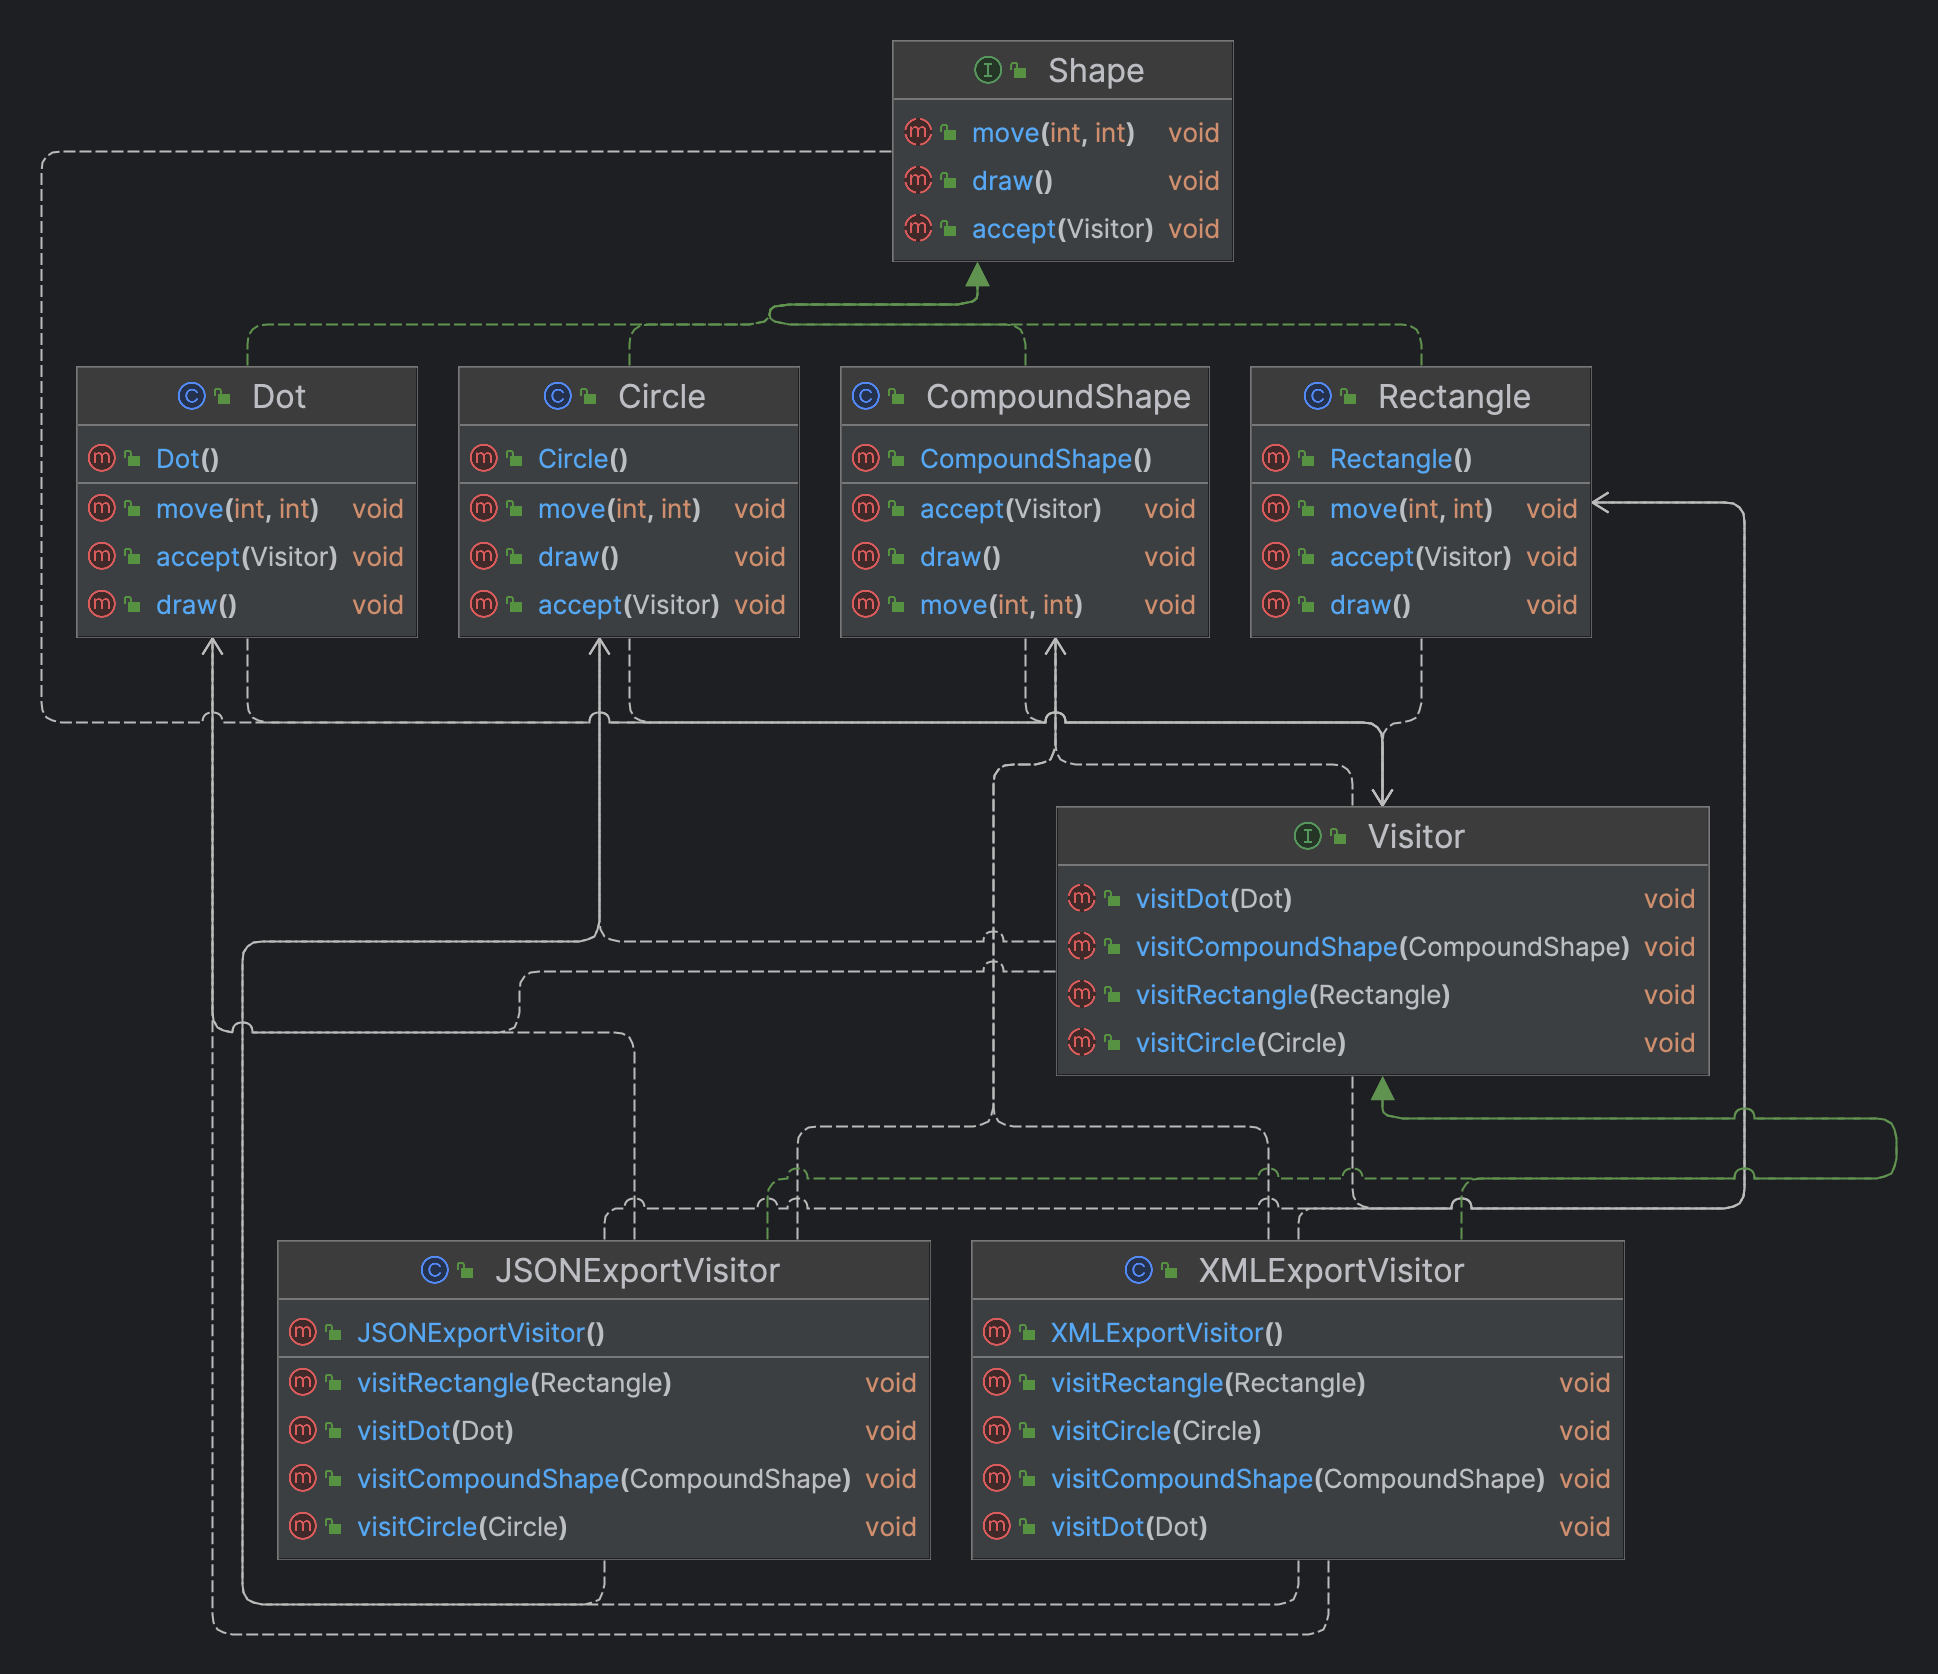 Shape
move(int, int) void
draw() void
accept(Visitor) void
Dot
Dot()
move(int, int) void
accept(Visitor) void
draw() void
Circle
Circle()
move(int, int) void
draw() void
accept(Visitor) void
CompoundShape
CompoundShape()
accept(Visitor) void
draw() void
move(int, int) void
Rectangle
Rectangle()
move(int, int) void
accept(Visitor) void
draw() void
Visitor
visitDot(Dot) void
visitCompoundShape(CompoundShape) void
visitRectangle(Rectangle) void
visitCircle(Circle) void
JSONExportVisitor
JSONExportVisitor()
visitRectangle(Rectangle) void
visitDot(Dot) void
visitCompoundShape(CompoundShape) void
visitCircle(Circle) void
XMLExportVisitor
XMLExportVisitor()
visitRectangle(Rectangle) void
visitCircle(Circle) void
visitCompoundShape(CompoundShape) void
visitDot(Dot) void